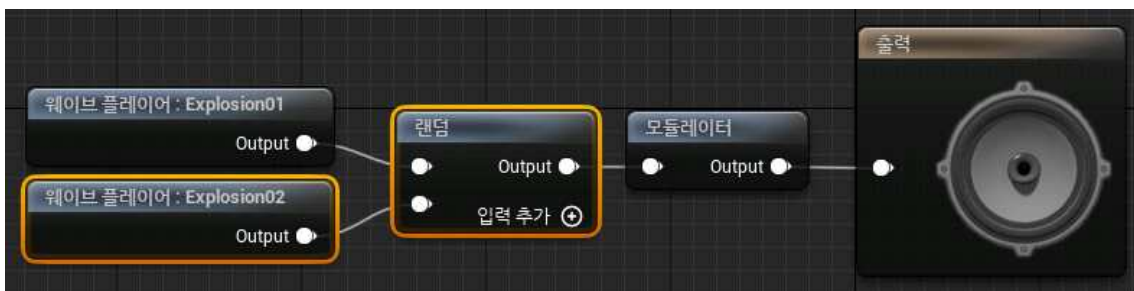 웨이브 플레이어 : Explosion01
Output
웨이브 플레이어 : Explosion02
Output
랜덤
Output
입력 추가
모듈레이터
Output
출력